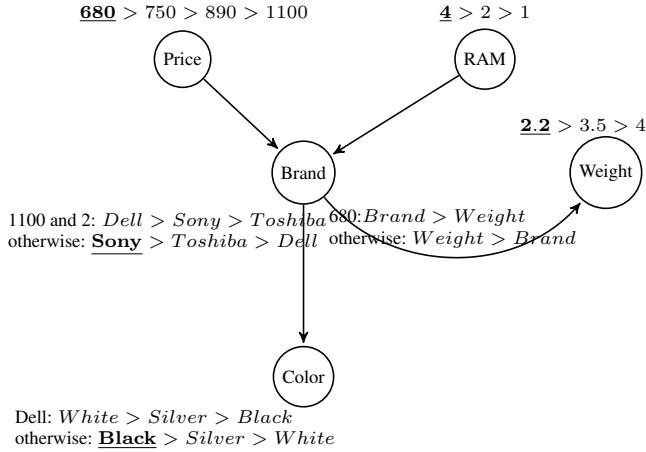 680 > 750 > 890 > 1100
4 > 2 > 1
Price
RAM
2.2 > 3.5 > 4
Brand
Weight
1100 and 2: Dell > Sony > Toshiba
otherwise: Sony > Toshiba > Dell
680:Brand > Weight
otherwise: Weight > Brand
Color
Dell: White > Silver > Black
otherwise: Black > Silver > White